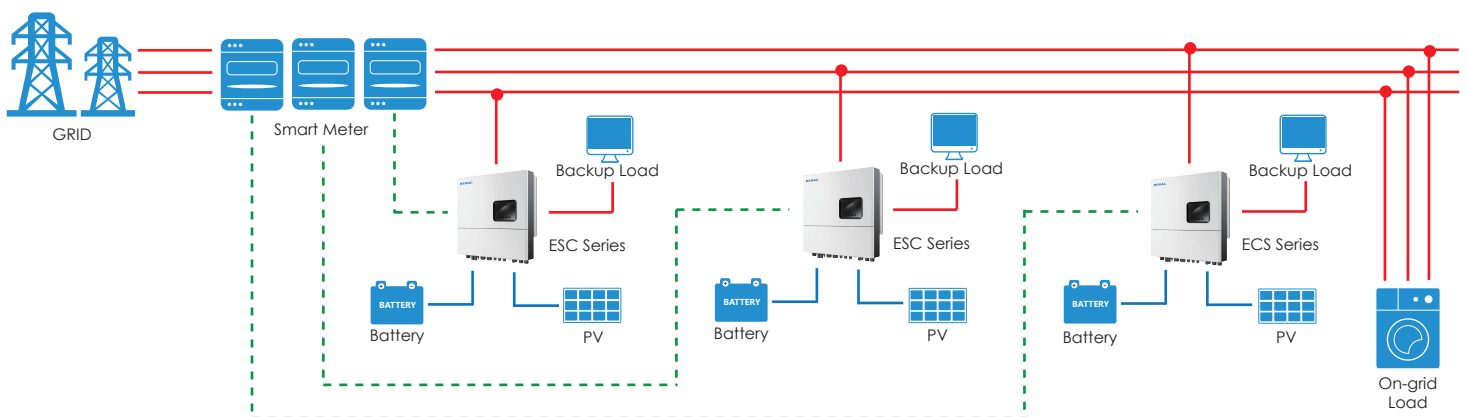 GRID
Smart Meter
Backup Load
ESC Series
BATTERY
Battery
PV
Backup Load
ESC Series
BATTERY
Battery
PV
Backup Load
ECS Series
BATTERY
Battery
PV
On-grid
Load